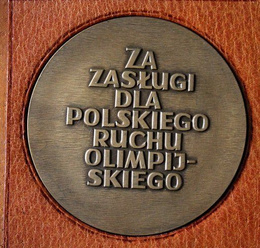 ZA
ZASŁUGI
DLA
POLSKIEGO
RUCHU
OLIMPIJ-
SKIEGO